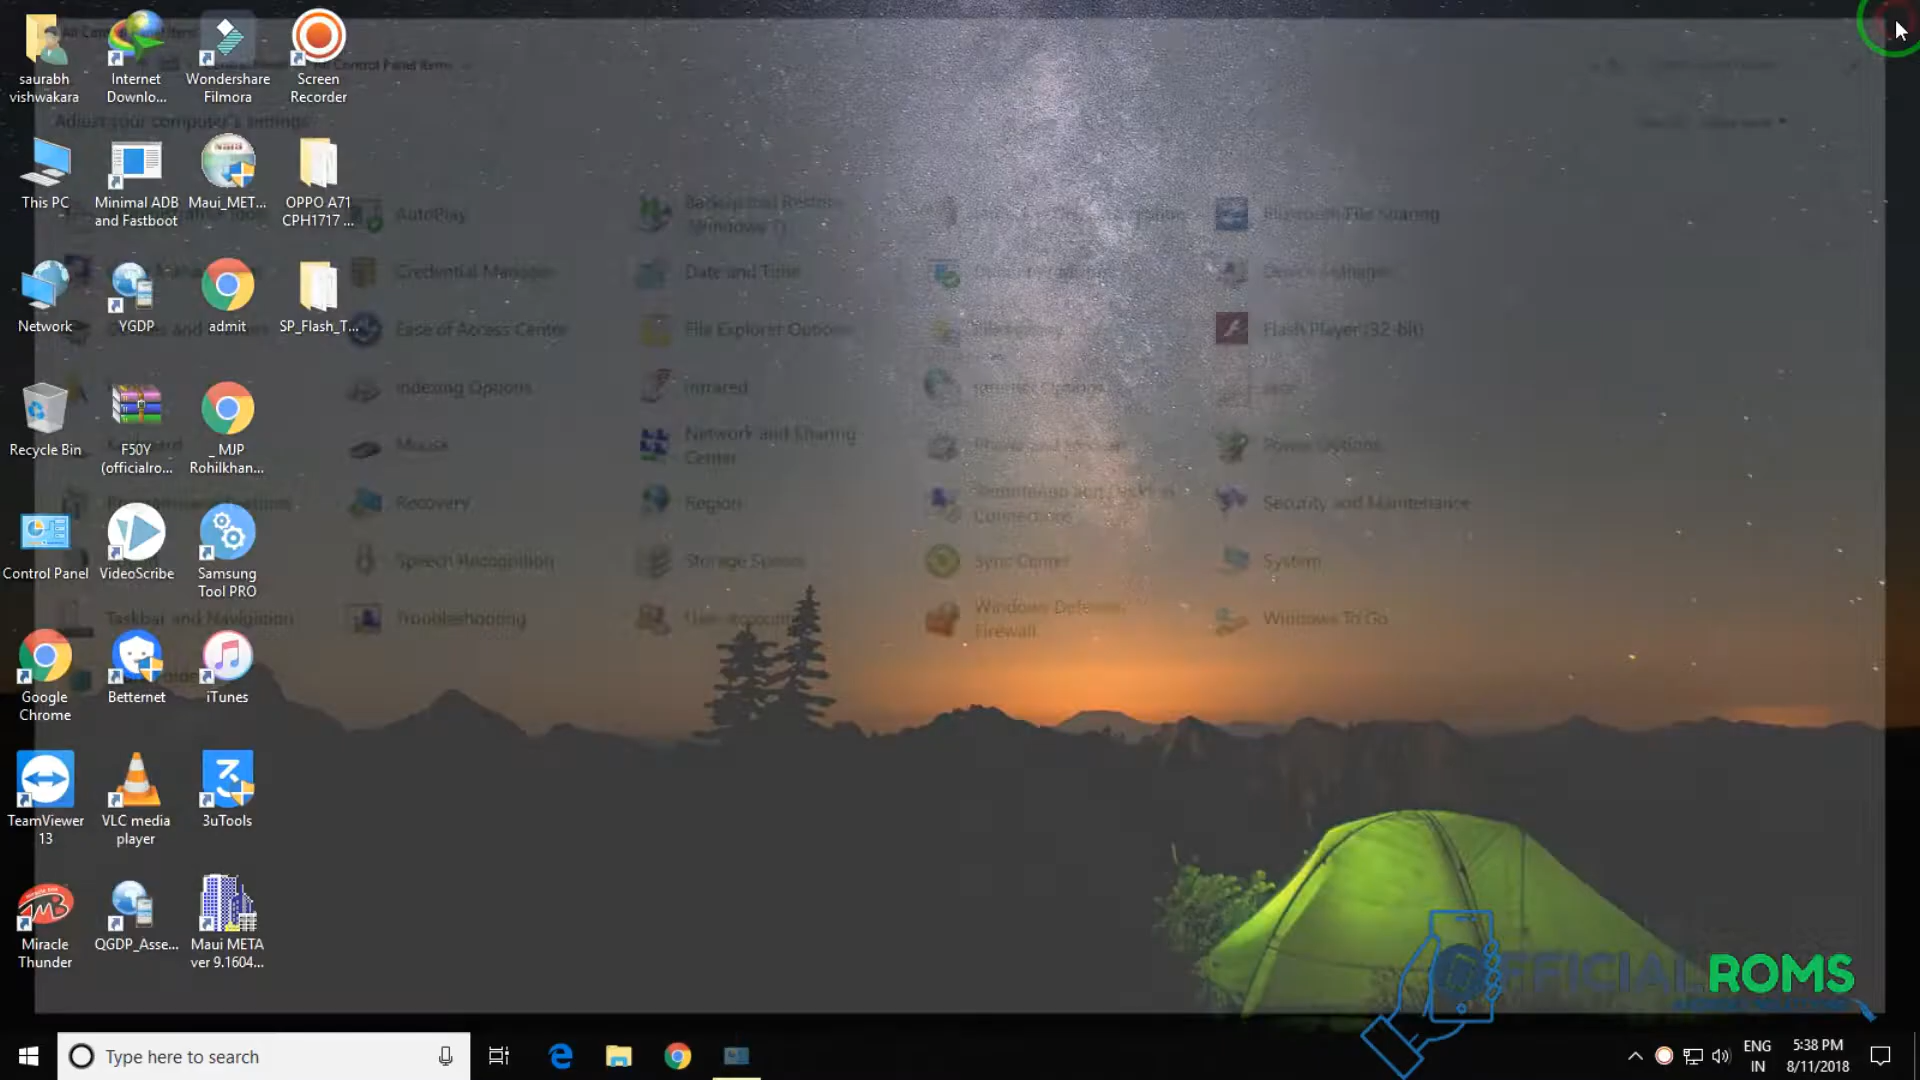 saurabh
vishwakara
Internet
Downlo...
Wondershare
Filmora
Screen
Recorder
All Control Panel Items
Adjust your computer's settings
This PC
Minimal ADB
and Fastboot
Maui_MET...
OPPO A71
CPH1717 ...
AutoPlay
Backup and Restore
(Windows 7)
Bluetooth File Sharing
Credential Manager
Date and Time
Device Manager
Network
YGDP
admit
SP_Flash_T...
Ease of Access Center
File Explorer Options
Flash Player (32-bit)
Indexing Options
Infrared
Internet Options
Recycle Bin
F50Y
(officialro...
_ MJP
Rohilkhan...
Mouse
Network and Sharing
Center
Phone and Modem
Power Options
Recovery
Region
RemoteApp and Desktop
Connections
Security and Maintenance
Control Panel
VideoScribe
Samsung
Tool PRO
Speech Recognition
Storage Spaces
Sync Center
System
Taskbar and Navigation
Troubleshooting
User Accounts
Windows Defender
Firewall
Windows To Go
Google
Chrome
Betternet
iTunes
TeamViewer
13
VLC media
player
3uTools
Miracle
Thunder
QGDP_Asse...
Maui META
ver 9.1604...
OFFICIALROMS
Type here to search
ENG
IN
5:38 PM
8/11/2018